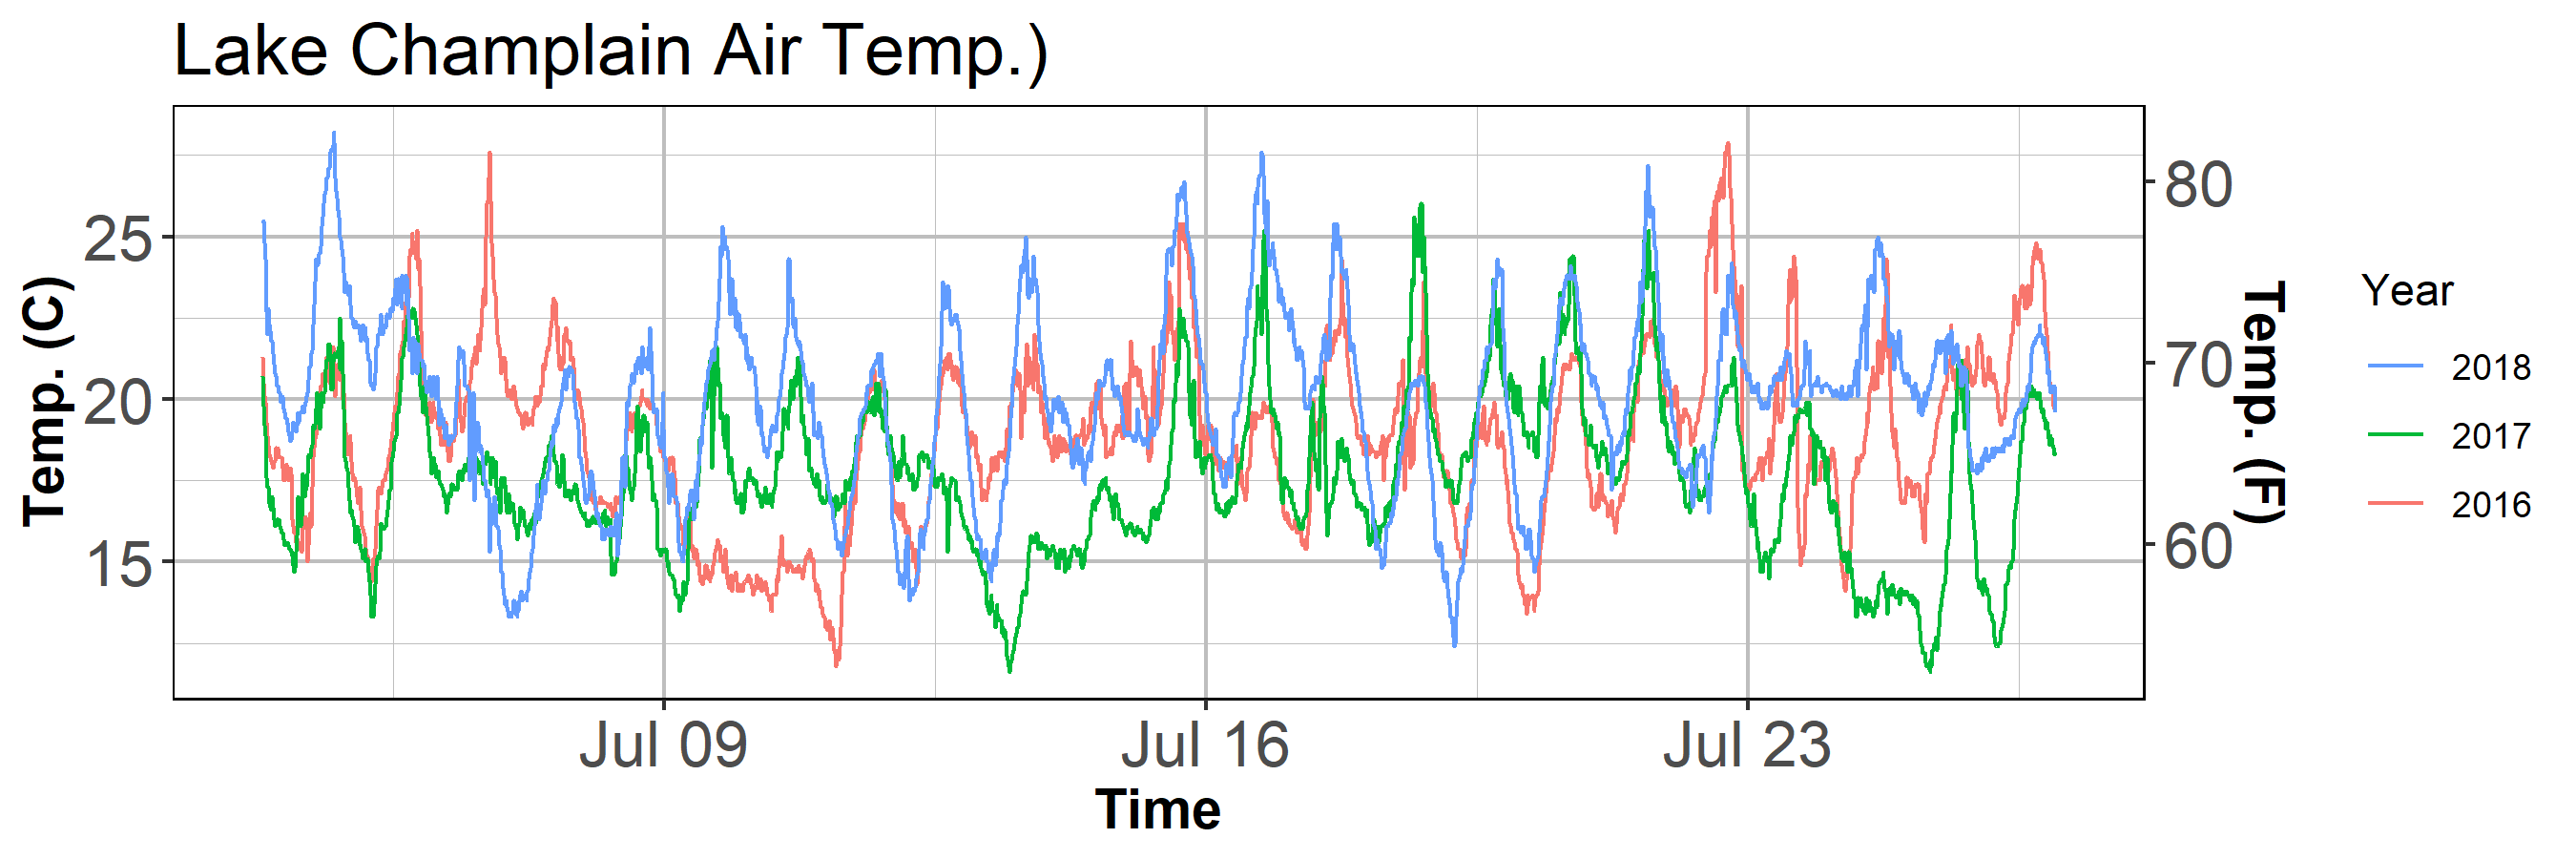 Lake Champlain Air Temp.)
Temp. (C)
25
20
15
80
70
60
Temp. (F)
Jul 09
Jul 16
Jul 23
Time
Year
2018
2017
2016